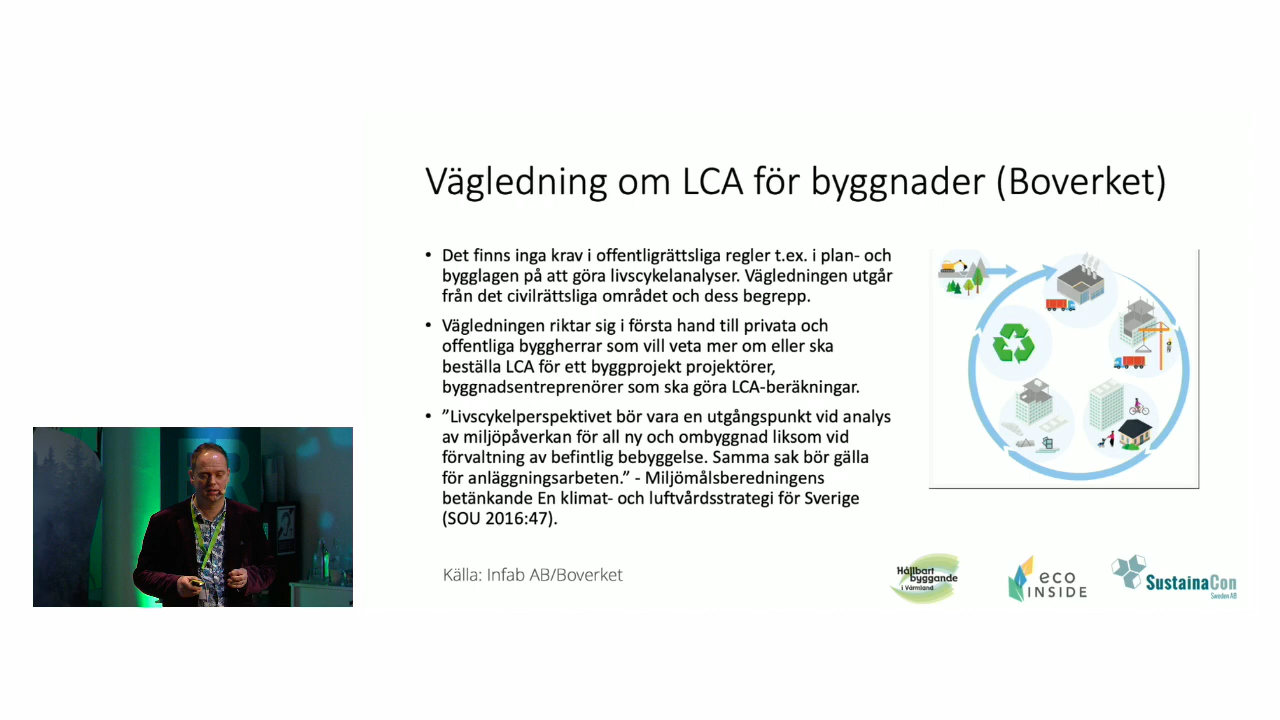 Vägledning om LCA för byggnader (Boverket)
• Det finns inga krav i offentligrättsliga regler t.ex. i plan- och
bygglagen på att göra livscykelanalyser. Vägledningen utgår
från det civilrättsliga området och dess begrepp.
• Vägledningen riktar sig i första hand till privata och
offentliga byggherrar som vill veta mer om eller ska
beställa LCA för ett byggprojekt projektörer,
byggnadsentreprenörer som ska göra LCA-beräkningar.
• ”Livscykelperspektivet bör vara en utgångspunkt vid analys
av miljöpåverkan för all ny och ombyggnad liksom vid
förvaltning av befintlig bebyggelse. Samma sak bör gälla
för anläggningsarbeten.” - Miljömålsberedningens
betänkande En klimat- och luftvårdsstrategi för Sverige
(SOU 2016:47).
Källa: Infab AB/Boverket
Hållbart
byggande
i Värmland
eco
INSIDE
SustainaCon
Sweden AB